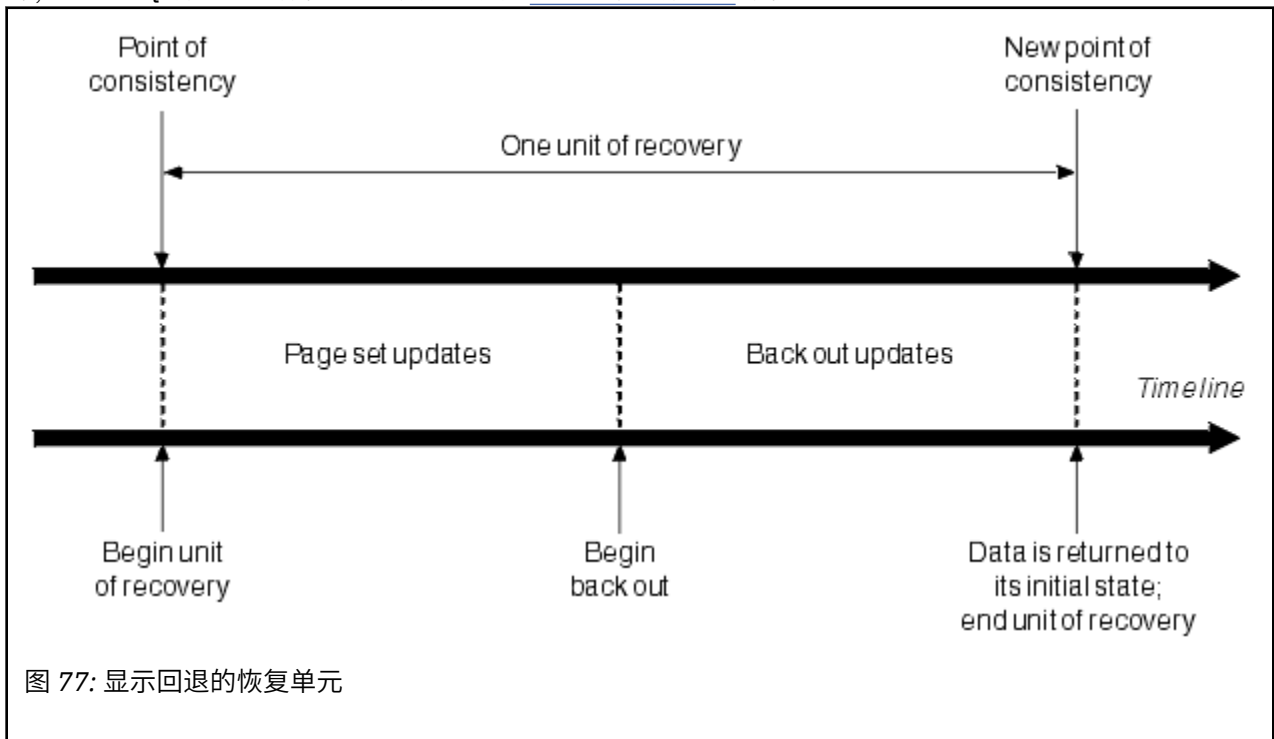 Point of
consistency
New point of
consistency
One unit of recovery
Page set updates
Back out updates
Timeline
Begin unit
of recovery
Begin
back out
Data is returned to
its initial state;
end unit of recovery
图 77: 显示回退的恢复单元